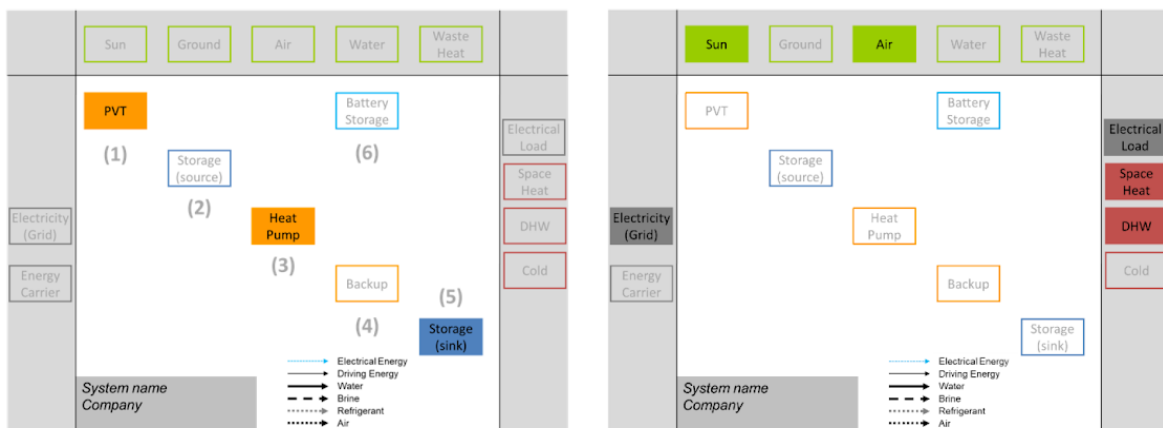 Sun
Ground
Air
Water
Waste
Heat
PVT
(1)
Battery
Storage
(6)
Electrical
Load
Storage
(source)
(2)
Space
Heat
Electricity
(Grid)
Heat
Pump
(3)
DHW
Energy
Carrier
Backup
(4)
(5)
Cold
Storage
(sink)
Electrical Energy
Driving Energy
Water
Brine
Refrigerant
Air
System name
Company
Sun
Ground
Air
Water
Waste
Heat
PVT
Battery
Storage
Electrical
Load
Storage
(source)
Space
Heat
Electricity
(Grid)
Heat
Pump
DHW
Energy
Carrier
Backup
Cold
Storage
(sink)
Electrical Energy
Driving Energy
Water
Brine
Refrigerant
Air
System name
Company